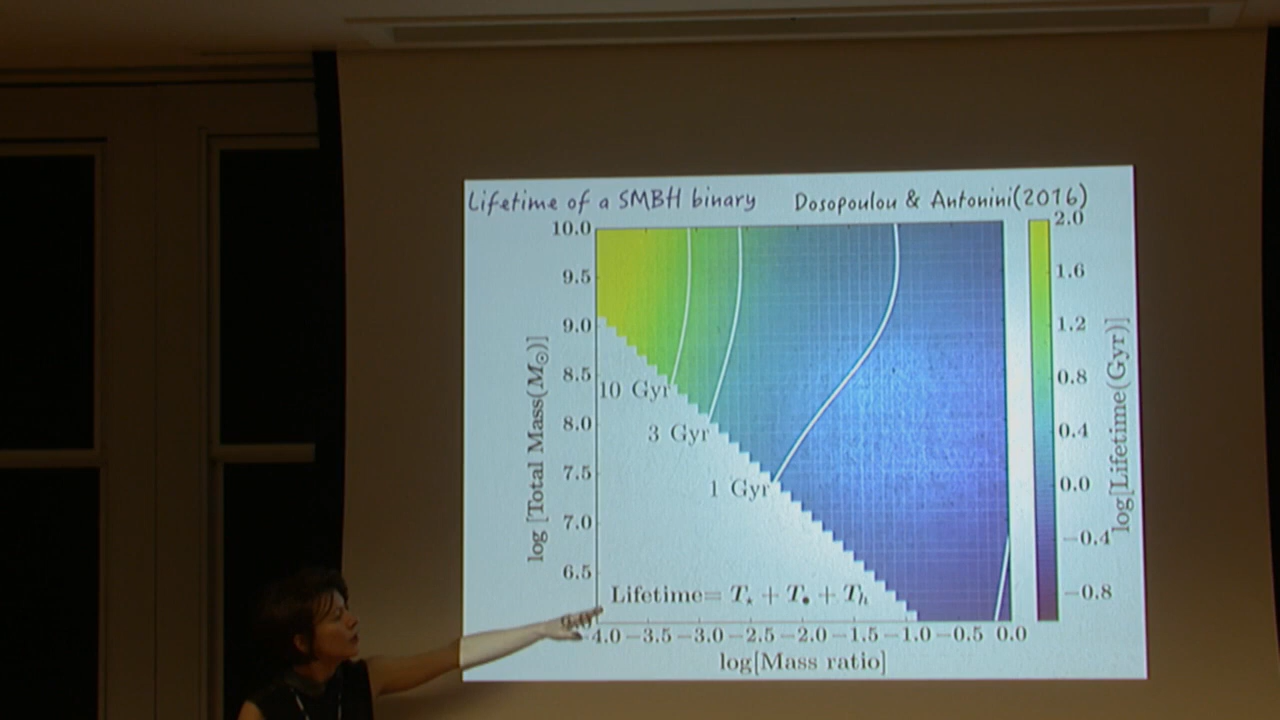 Lifetime of a SMBH binary Dosopoulou & Antonini(2016)
10.0
9.5
9.0
8.5
8.0
7.5
7.0
6.5
log [Total Mass(M⊙)]
10 Gyr
3 Gyr
1 Gyr
Lifetime= T⋆ + T• + Th
−4.0 −3.5 −3.0 −2.5 −2.0 −1.5 −1.0 −0.5 0.0
log[Mass ratio]
2.0
1.6
1.2
0.8
0.4
0.0
−0.4
−0.8
log[Lifetime(Gyr)]